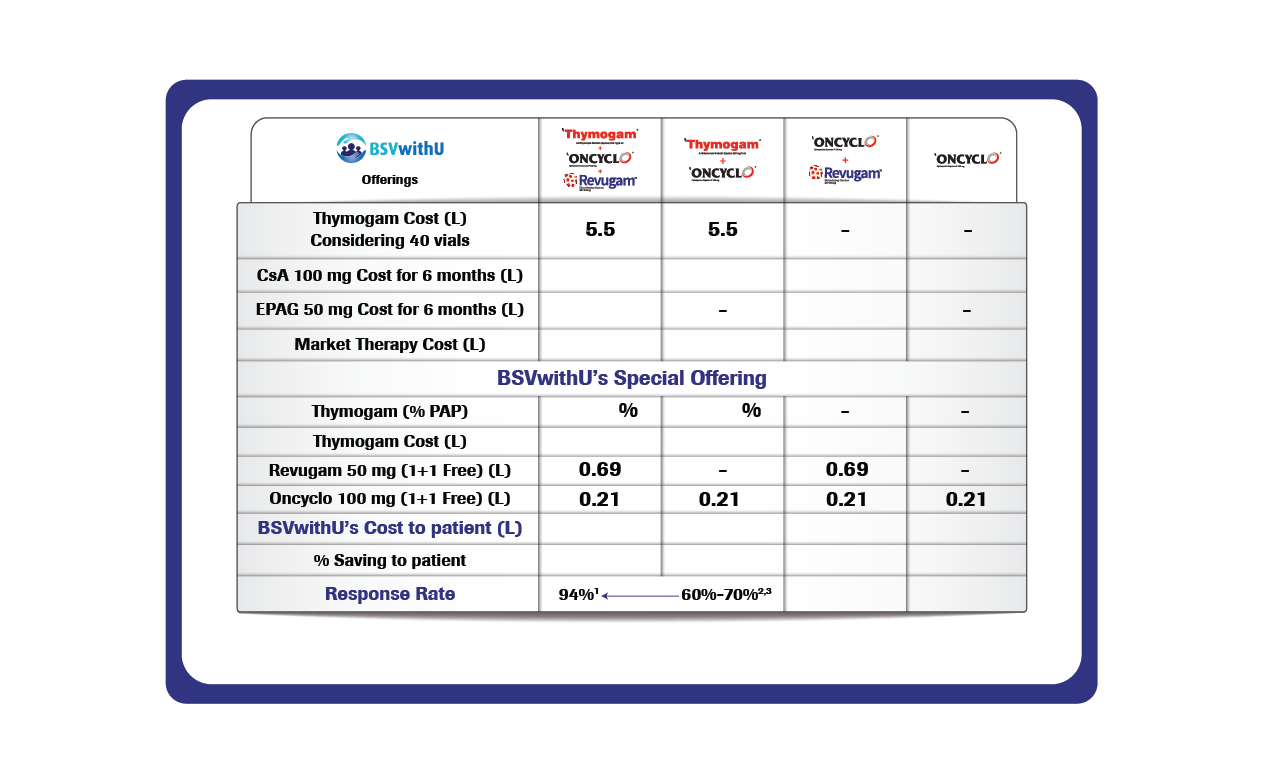 BSVwithU
Offerings
Thymogam
+
ONCYCLO
+
Revugam
Thymogam
+
ONCYCLO
ONCYCLO
+
Revugam
ONCYCLO
Thymogam Cost (L)
Considering 40 vials
5.5
5.5
–
–
CsA 100 mg Cost for 6 months (L)
EPAG 50 mg Cost for 6 months (L)
–
–
Market Therapy Cost (L)
BSVwithU's Special Offering
Thymogam (% PAP)
%
%
–
–
Thymogam Cost (L)
Revugam 50 mg (1+1 Free) (L)
0.69
–
0.69
–
Oncyclo 100 mg (1+1 Free) (L)
0.21
0.21
0.21
0.21
BSVwithU's Cost to patient (L)
% Saving to patient
Response Rate
94%¹
60%-70%²,³